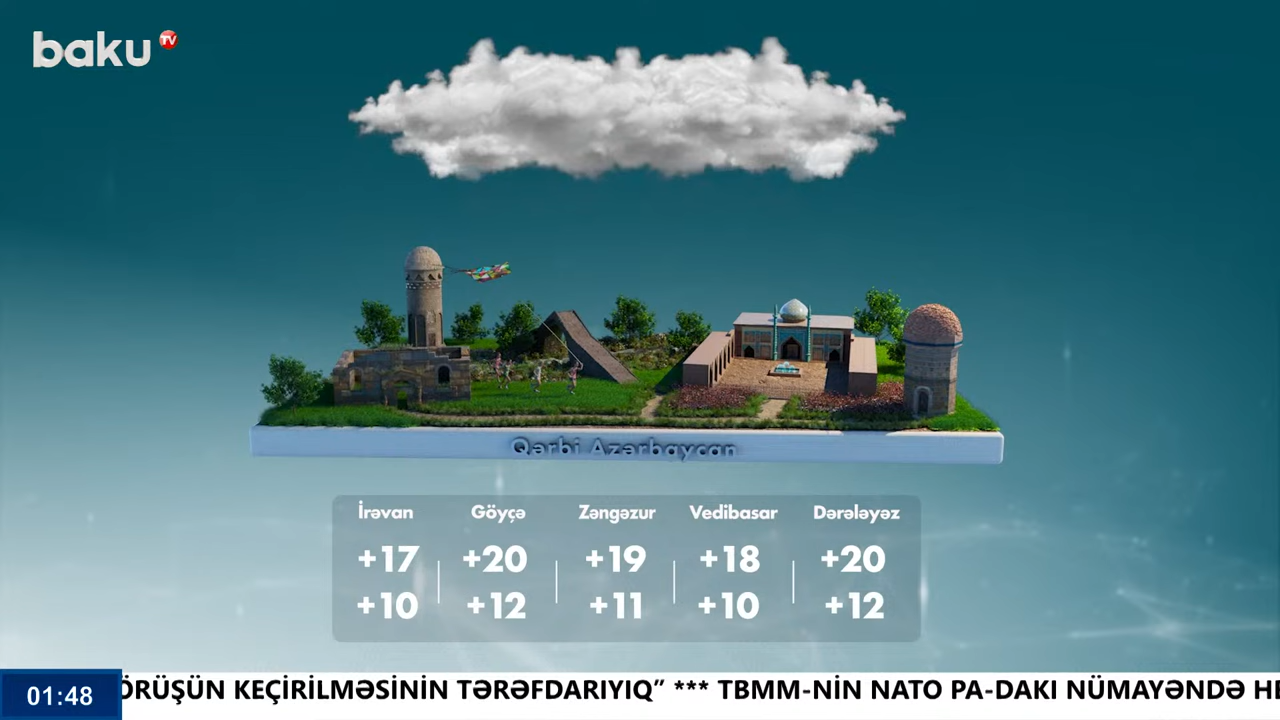 baku TV
Qərbi Azərbaycan
İrəvan Göyçə Zəngəzur Vedibasar Dərələyəz
+17 +20 +19 +18 +20
+10 +12 +11 +10 +12
01:48 ÖRÜŞÜN KEÇİRİLMƏSİNİN TƏRƏFDARIYIQ” *** TBMM-NİN NATO PA-DAKI NÜMAYƏNDƏ HE